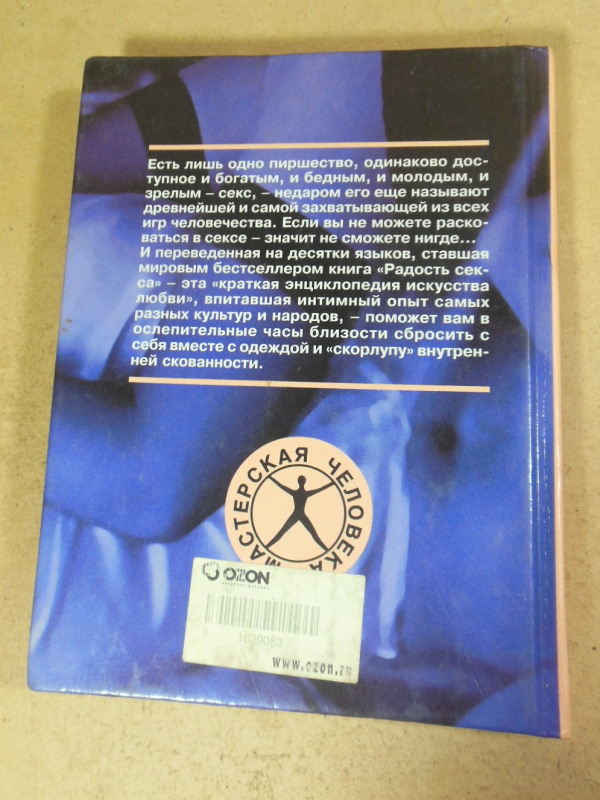 Есть лишь одно пиршество, одинаково дос-
тупное и богатым, и бедным, и молодым, и
зрелым – секс, – недаром его еще называют
древнейшей и самой захватывающей из всех
игр человечества. Если вы не можете раско-
ваться в сексе – значит не сможете нигде...
И переведенная на десятки языков, ставшая
мировым бестселлером книга «Радость сек-
са» – эта «краткая энциклопедия искусства
любви», впитавшая интимный опыт самых
разных культур и народов, – поможет вам в
ослепительные часы близости сбросить с
себя вместе с одеждой и «скорлупу» внутрен-
ней скованности.
МАСТЕРСКАЯ ЧЕЛОВЕКА
OZON
1629083
www.ozon.ru